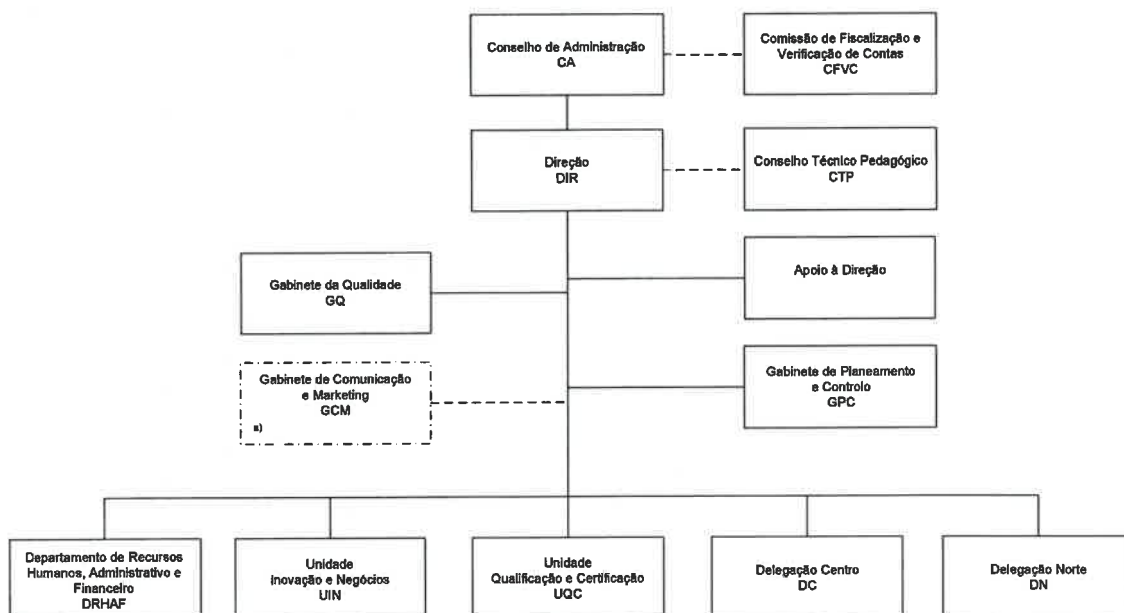 Conselho de Administração
CA
Comissão de Fiscalização e
Verificação de Contas
CFVC
Direção
DIR
Conselho Técnico Pedagógico
CTP
Gabinete da Qualidade
GQ
Apoio à Direção
Gabinete de Comunicação
e Marketing
GCM
a)
Gabinete de Planeamento
e Controlo
GPC
Departamento de Recursos
Humanos, Administrativo e
Financeiro
DRHAF
Unidade
Inovação e Negócios
UIN
Unidade
Qualificação e Certificação
UQC
Delegação Centro
DC
Delegação Norte
DN